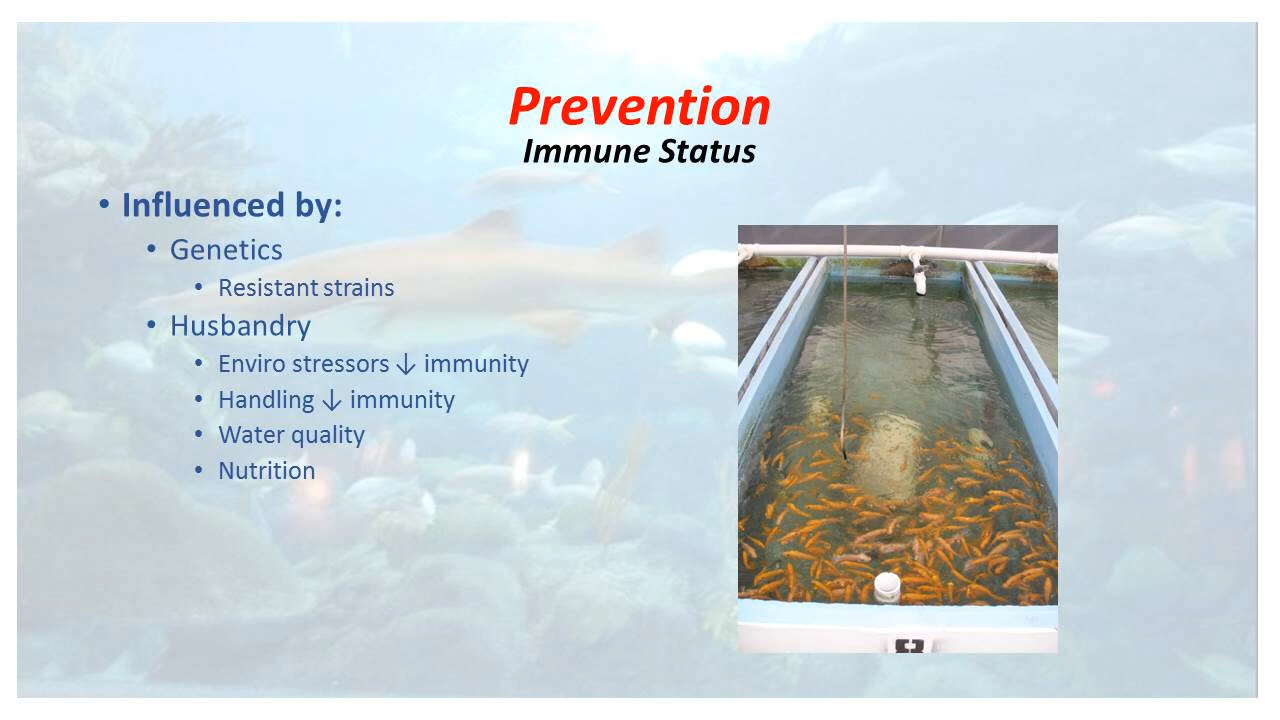 Prevention
Immune Status
• Influenced by:
• Genetics
• Resistant strains
• Husbandry
• Enviro stressors ↓ immunity
• Handling ↓ immunity
• Water quality
• Nutrition